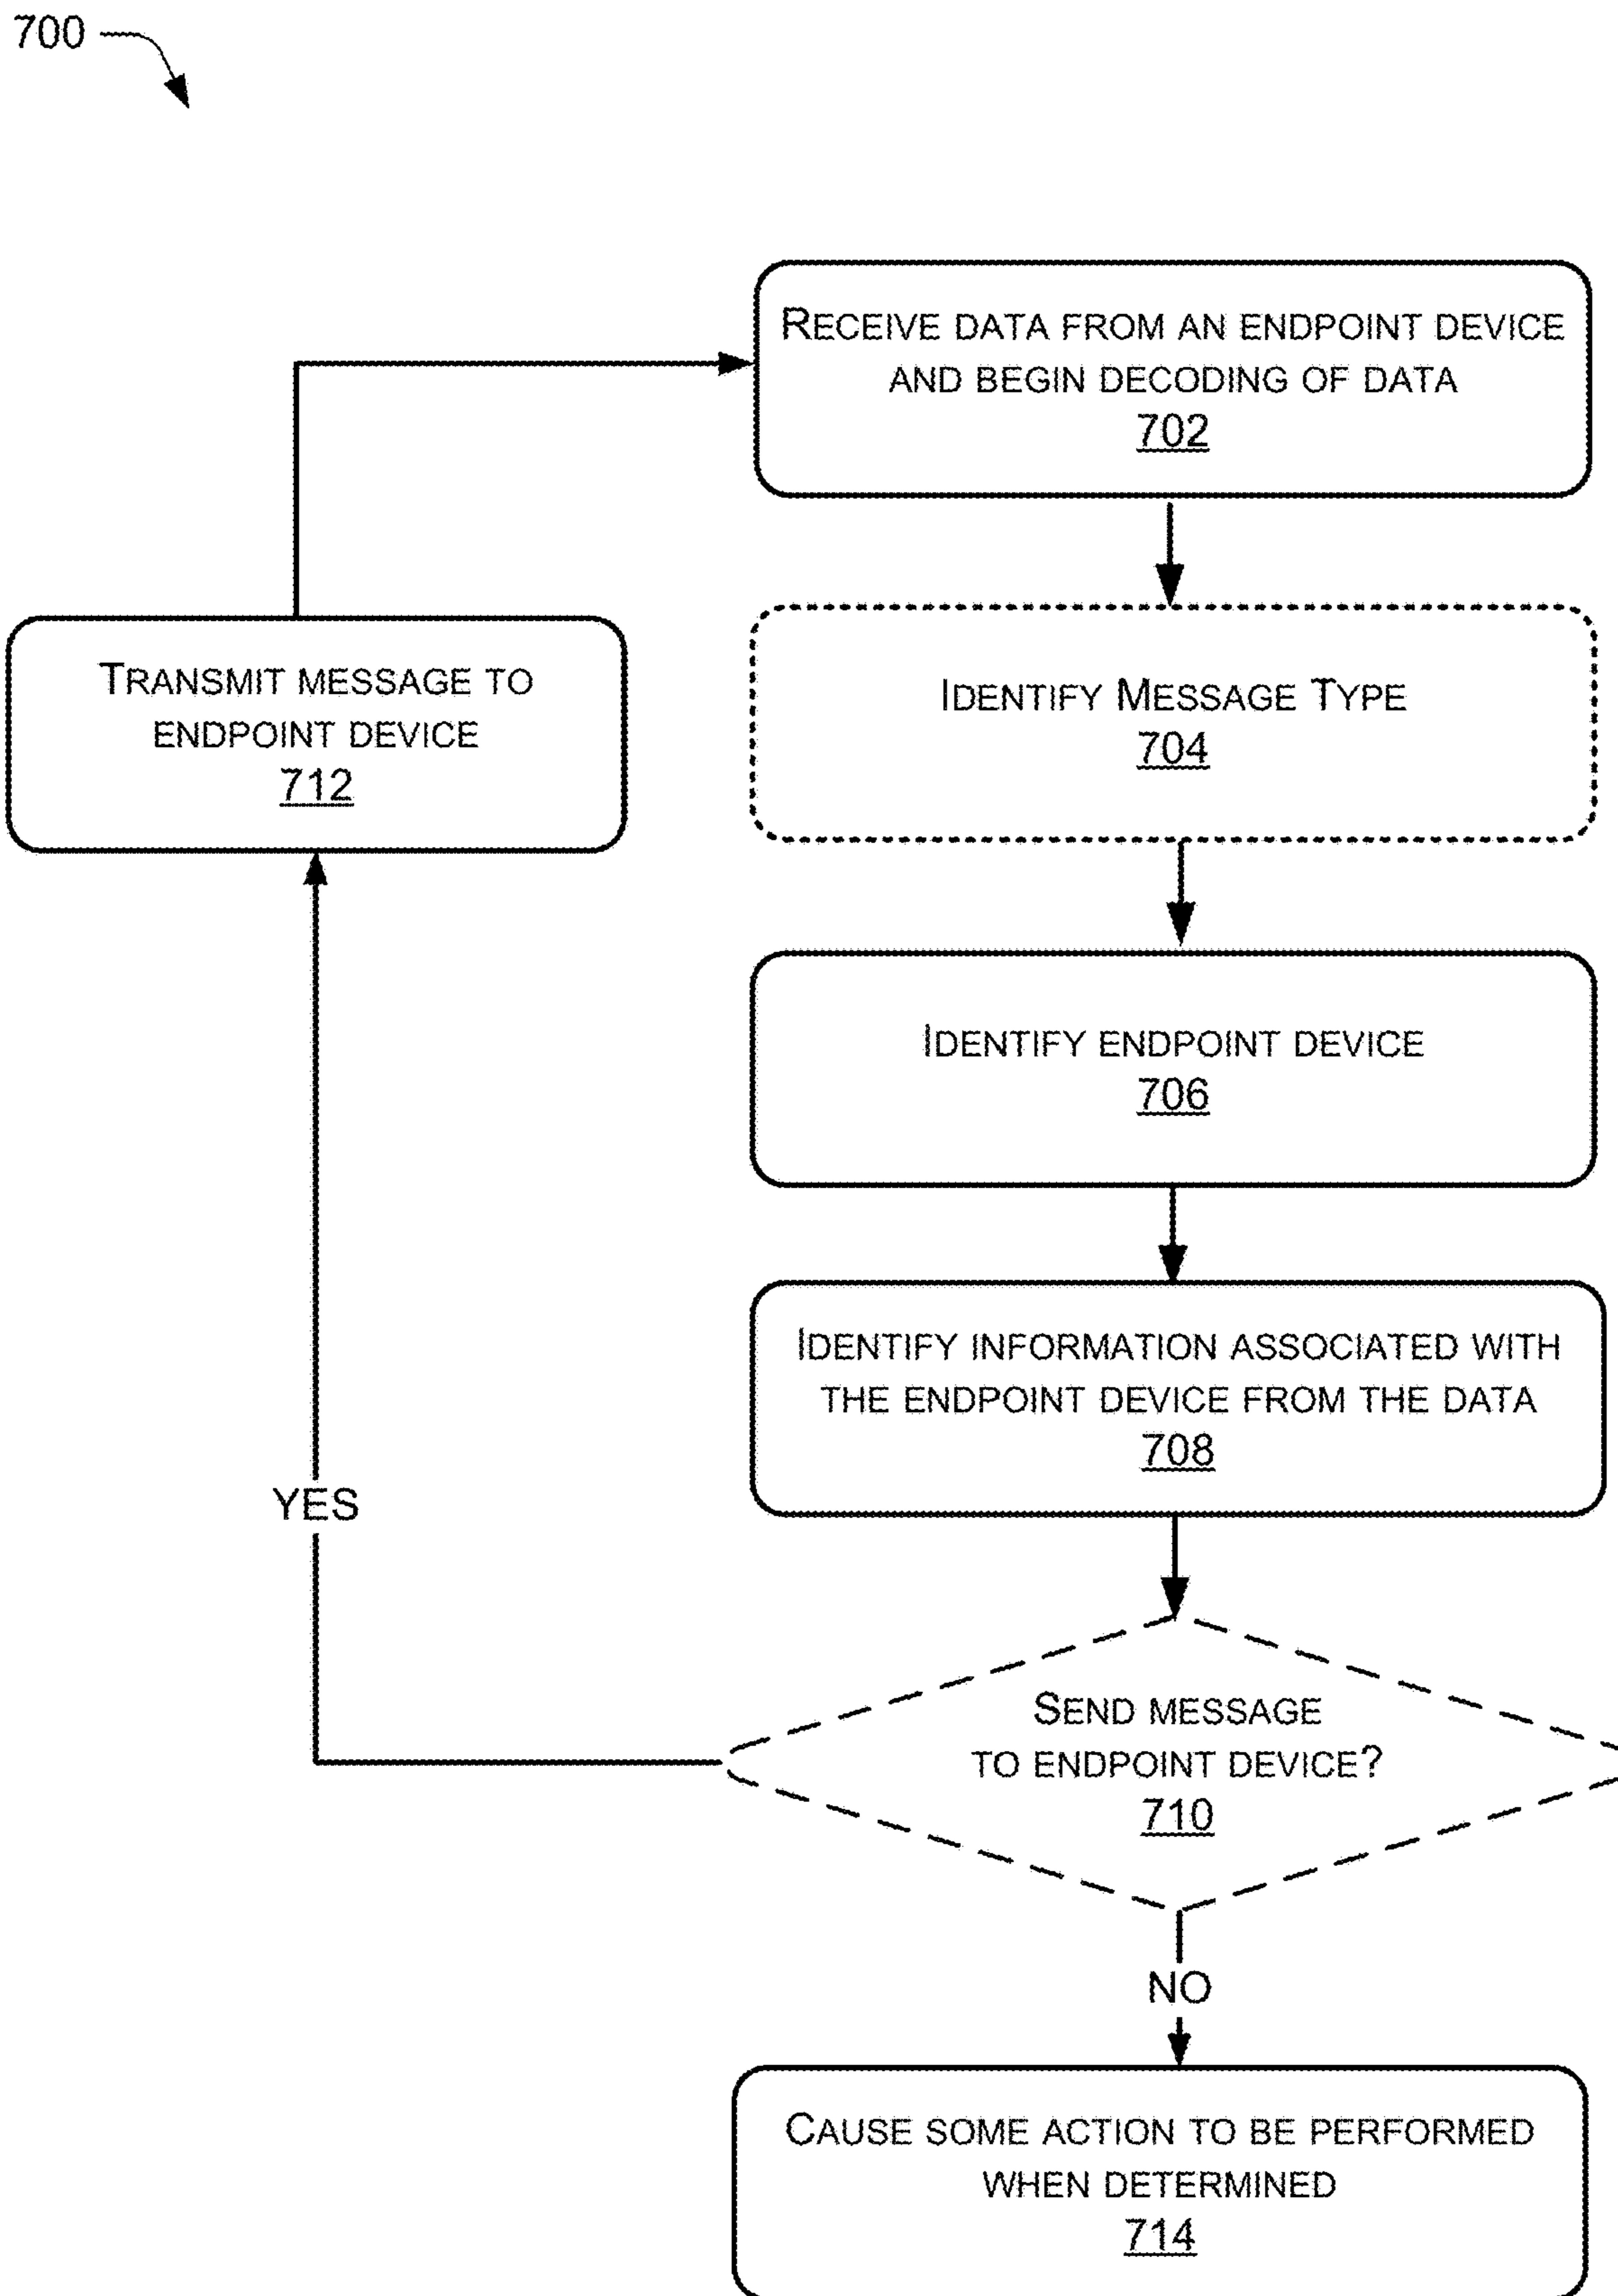 700
RECEIVE DATA FROM AN ENDPOINT DEVICE
AND BEGIN DECODING OF DATA
702
TRANSMIT MESSAGE TO
ENDPOINT DEVICE
712
IDENTIFY MESSAGE TYPE
704
IDENTIFY ENDPOINT DEVICE
706
IDENTIFY INFORMATION ASSOCIATED WITH
THE ENDPOINT DEVICE FROM THE DATA
708
YES
SEND MESSAGE
TO ENDPOINT DEVICE?
710
NO
CAUSE SOME ACTION TO BE PERFORMED
WHEN DETERMINED
714